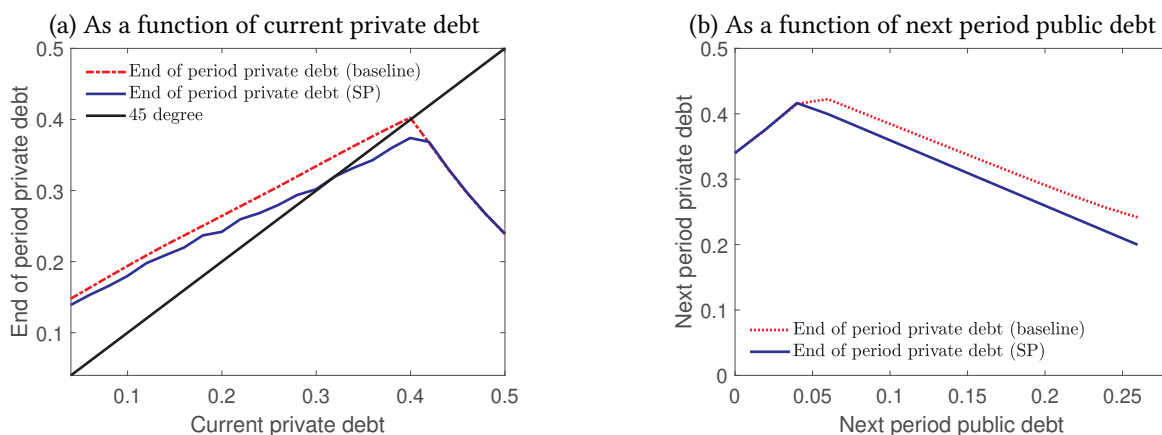 (a) As a function of current private debt
0.5
0.4
0.3
0.2
0.1
End of period private debt
End of period private debt (baseline)
End of period private debt (SP)
45 degree
0.1 0.2 0.3 0.4 0.5
Current private debt
(b) As a function of next period public debt
0.5
0.4
0.3
0.2
0.1
0
Next period private debt
End of period private debt (baseline)
End of period private debt (SP)
0 0.05 0.1 0.15 0.2 0.25
Next period public debt